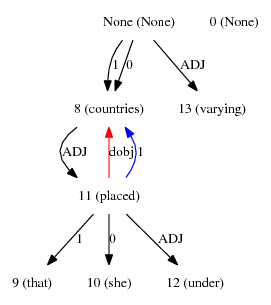 None (None) 0 (None)
1 0 ADJ
8 (countries) 13 (varying)
ADJ dobj 1
11 (placed)
1 0 ADJ
9 (that) 10 (she) 12 (under)